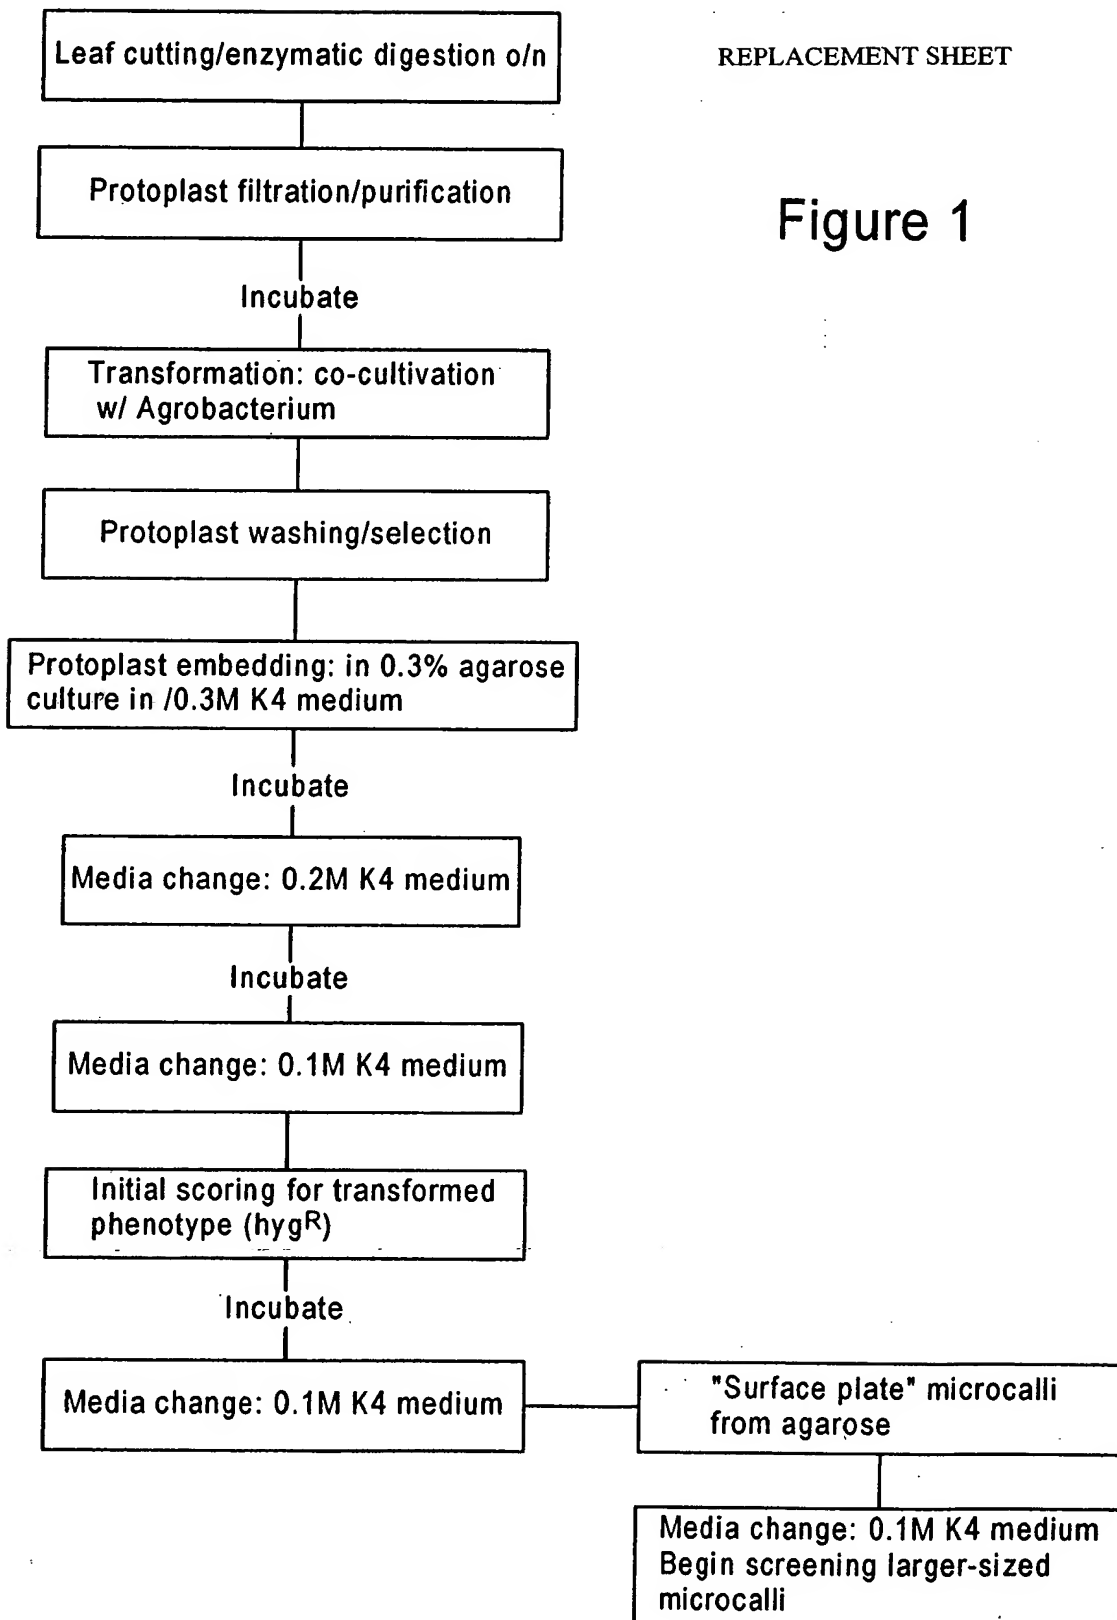 Leaf cutting/enzymatic digestion o/n
REPLACEMENT SHEET
Protoplast filtration/purification
Figure 1
Incubate
Transformation: co-cultivation
w/ Agrobacterium
Protoplast washing/selection
Protoplast embedding: in 0.3% agarose
culture in /0.3M K4 medium
Incubate
Media change: 0.2M K4 medium
Incubate
Media change: 0.1M K4 medium
Initial scoring for transformed
phenotype (hygR)
Incubate
Media change: 0.1M K4 medium
"Surface plate" microcalli
from agarose
Media change: 0.1M K4 medium
Begin screening larger-sized
microcalli